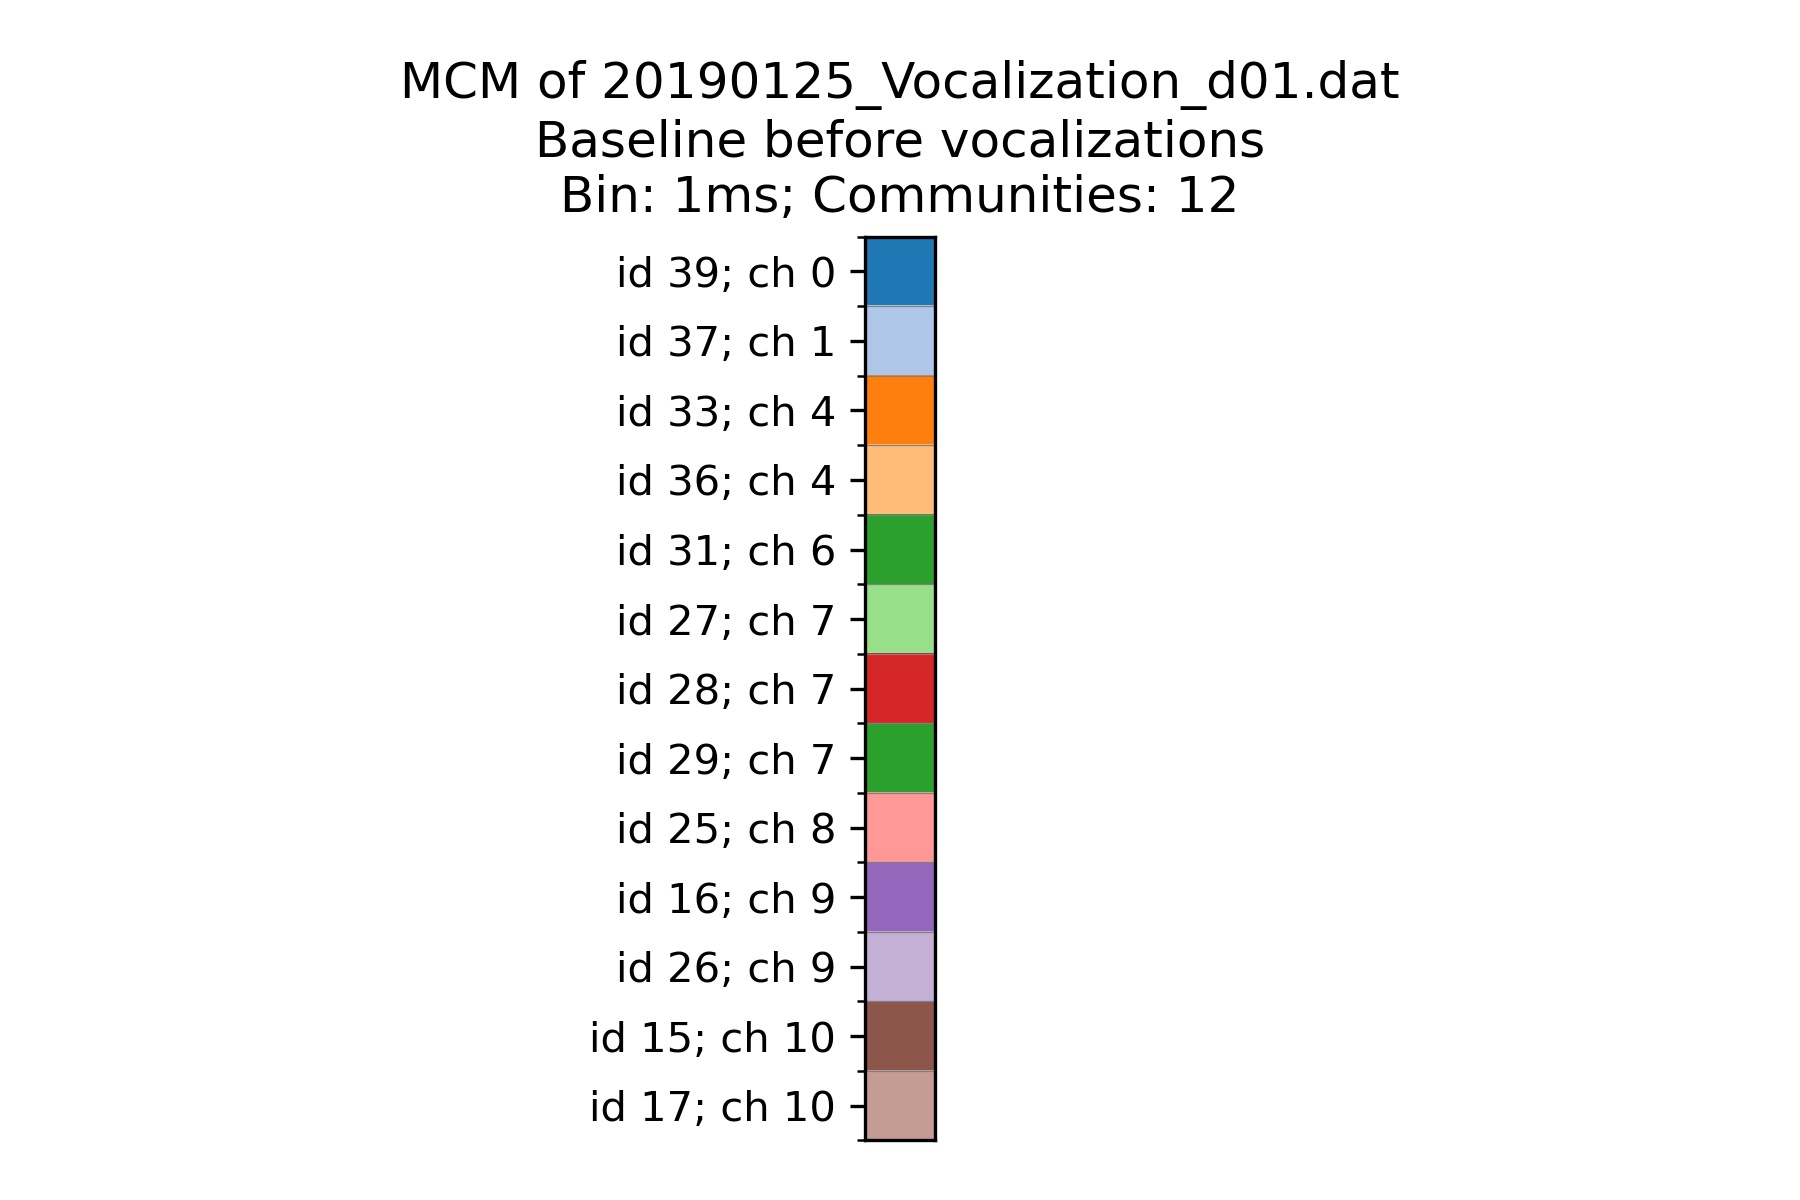 MCM of 20190125_Vocalization_d01.dat
Baseline before vocalizations
Bin: 1ms; Communities: 12
id 39; ch 0
id 37; ch 1
id 33; ch 4
id 36; ch 4
id 31; ch 6
id 27; ch 7
id 28; ch 7
id 29; ch 7
id 25; ch 8
id 16; ch 9
id 26; ch 9
id 15; ch 10
id 17; ch 10